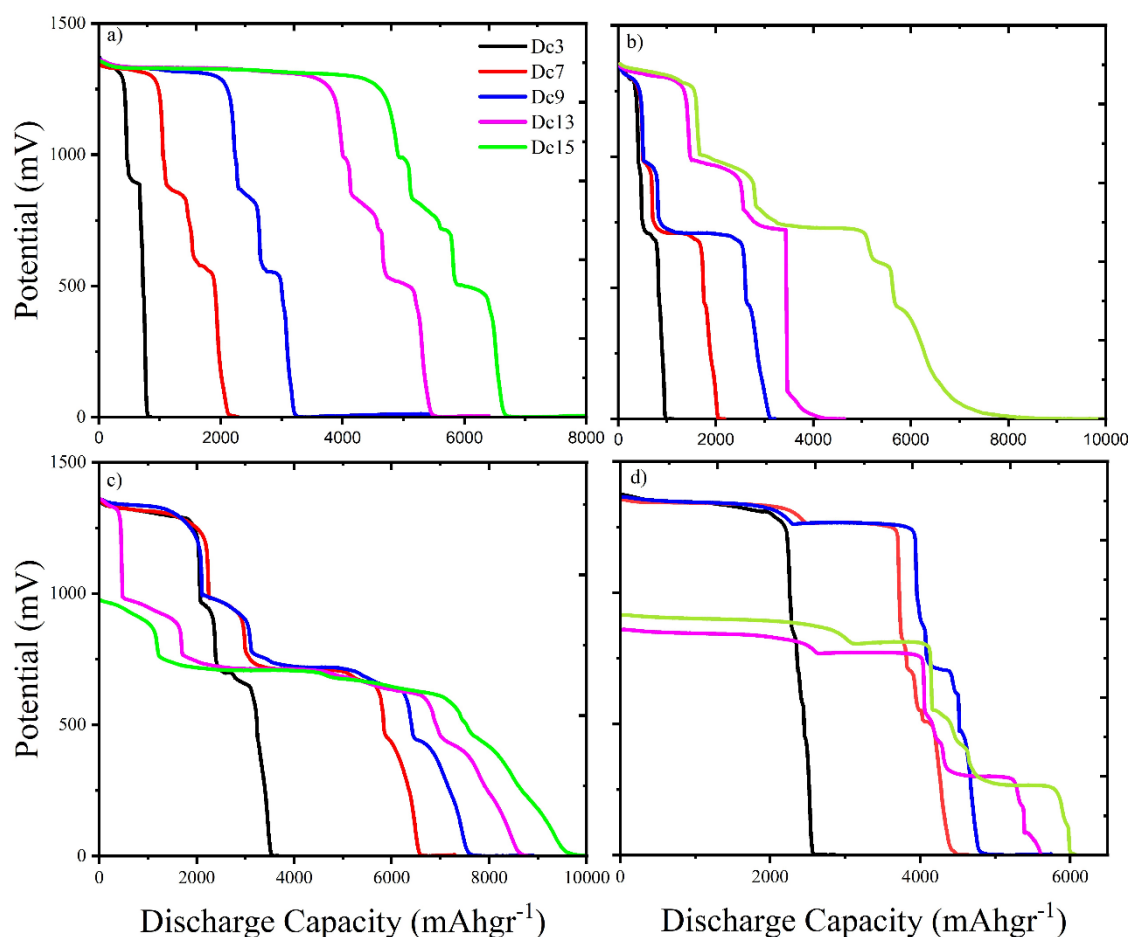 1500
a)
Dc3
Dc7
Dc9
Dc13
Dc15
b)
1000
500
0
Potential (mV)
0 2000 4000 6000 8000
0 2000 4000 6000 8000 10000
1500
c)
d)
1000
500
0
Potential (mV)
0 2000 4000 6000 8000 10000
0 2000 4000 6000
Discharge Capacity (mAhgr⁻¹)
Discharge Capacity (mAhgr⁻¹)